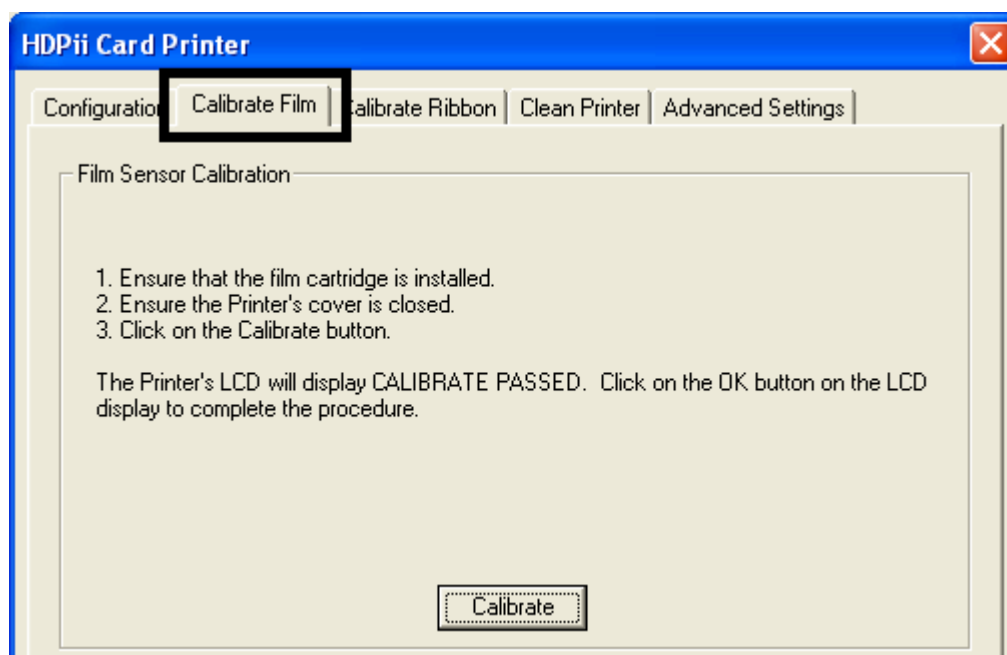 HDPii Card Printer
Configuration Calibrate Film Calibrate Ribbon Clean Printer Advanced Settings
Film Sensor Calibration
1. Ensure that the film cartridge is installed.
2. Ensure the Printer's cover is closed.
3. Click on the Calibrate button.
The Printer's LCD will display CALIBRATE PASSED. Click on the OK button on the LCD
display to complete the procedure.
Calibrate